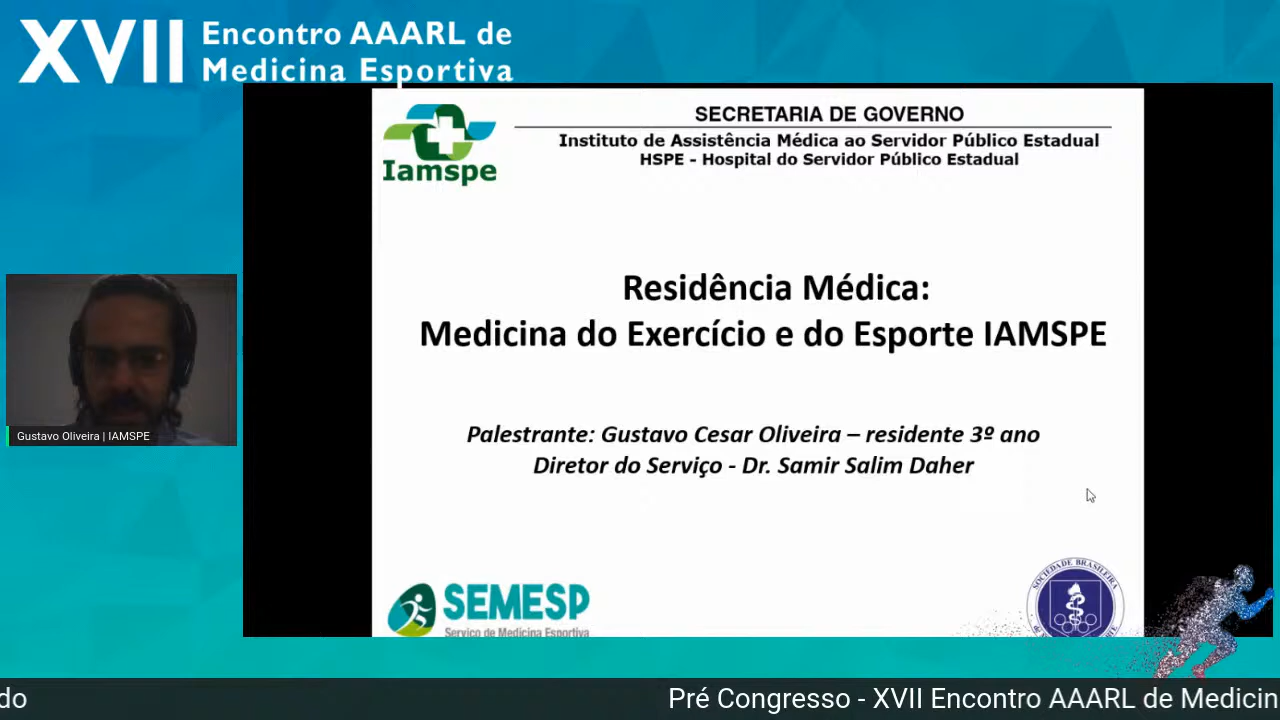 XVII
Encontro AAARL de
Medicina Esportiva
Iamspe
SECRETARIA DE GOVERNO
Instituto de Assistência Médica ao Servidor Público Estadual
HSPE - Hospital do Servidor Público Estadual
Residência Médica:
Medicina do Exercício e do Esporte IAMSPE
Palestrante: Gustavo Cesar Oliveira – residente 3º ano
Diretor do Serviço - Dr. Samir Salim Daher
Gustavo Oliveira | IAMSPE
SEMESP
Serviço de Medicina Esportiva
SOCIEDADE BRASILEIRA
do
Pré Congresso - XVII Encontro AAARL de Medicin